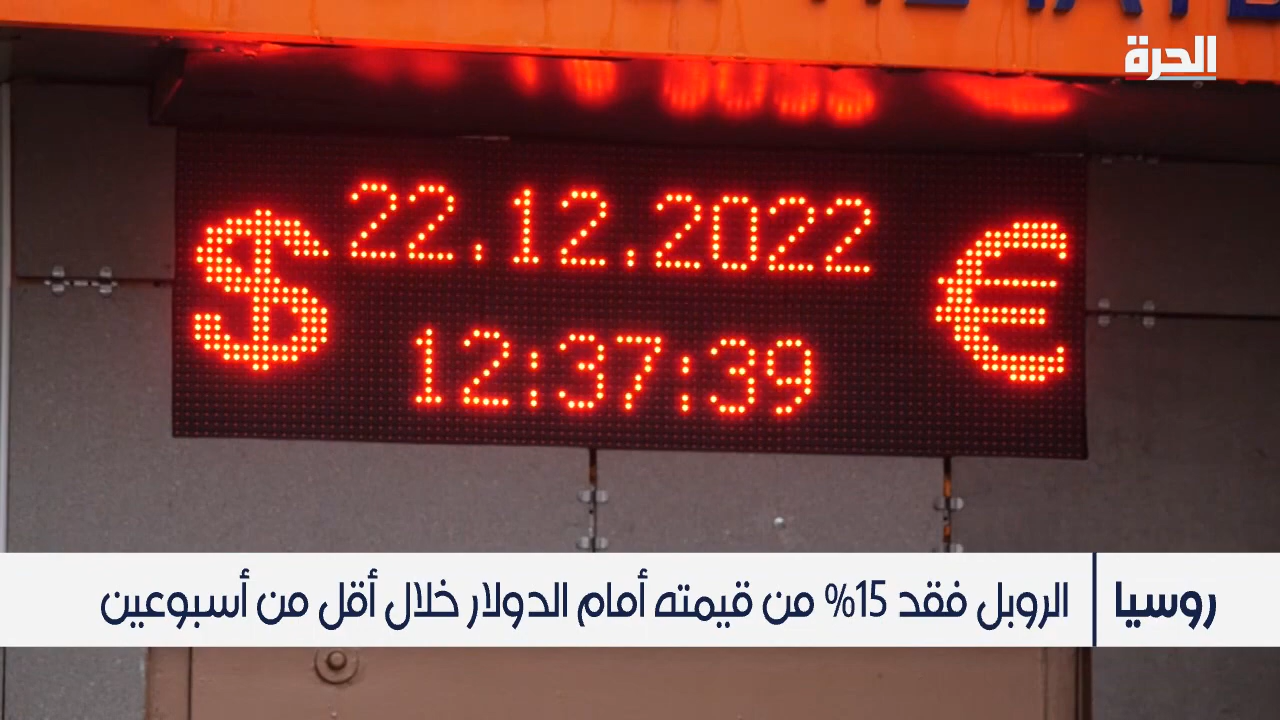 الحرة
$ 22.12.2022 €
12:37:39
روسيا | الروبل فقد 15% من قيمته أمام الدولار خلال أقل من أسبوعين